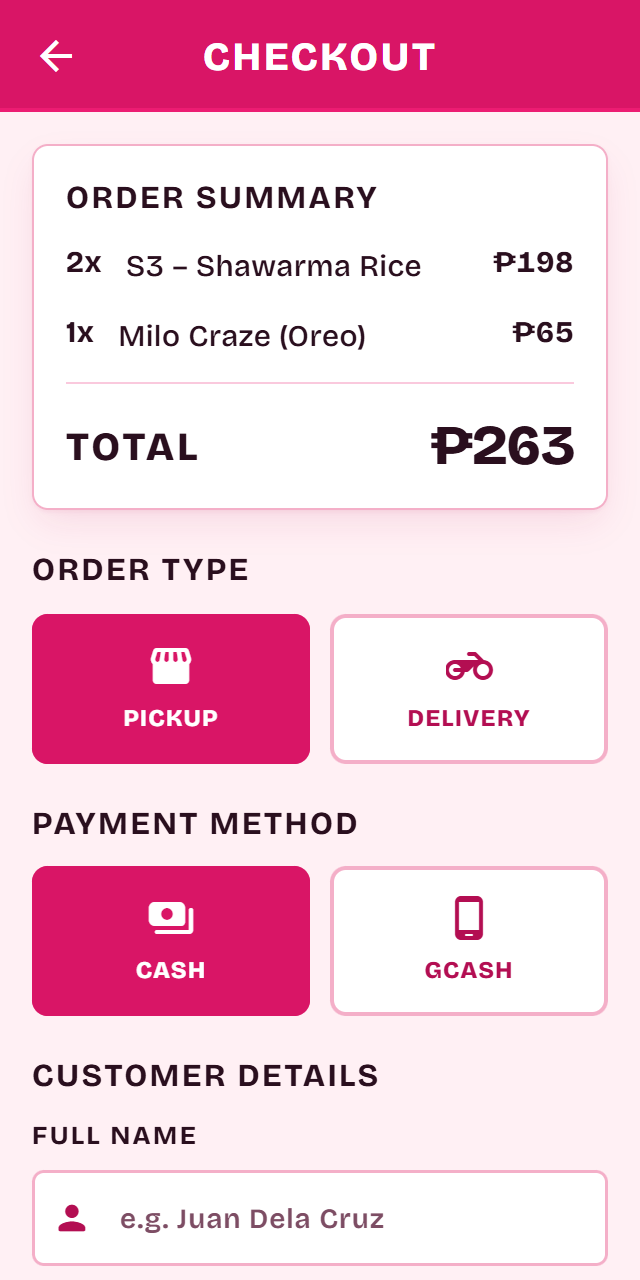 CHECKOUT
ORDER SUMMARY
2x S3 – Shawarma Rice ₱198
1x Milo Craze (Oreo) ₱65
TOTAL ₱263
ORDER TYPE
PICKUP DELIVERY
PAYMENT METHOD
CASH GCASH
CUSTOMER DETAILS
FULL NAME
e.g. Juan Dela Cruz